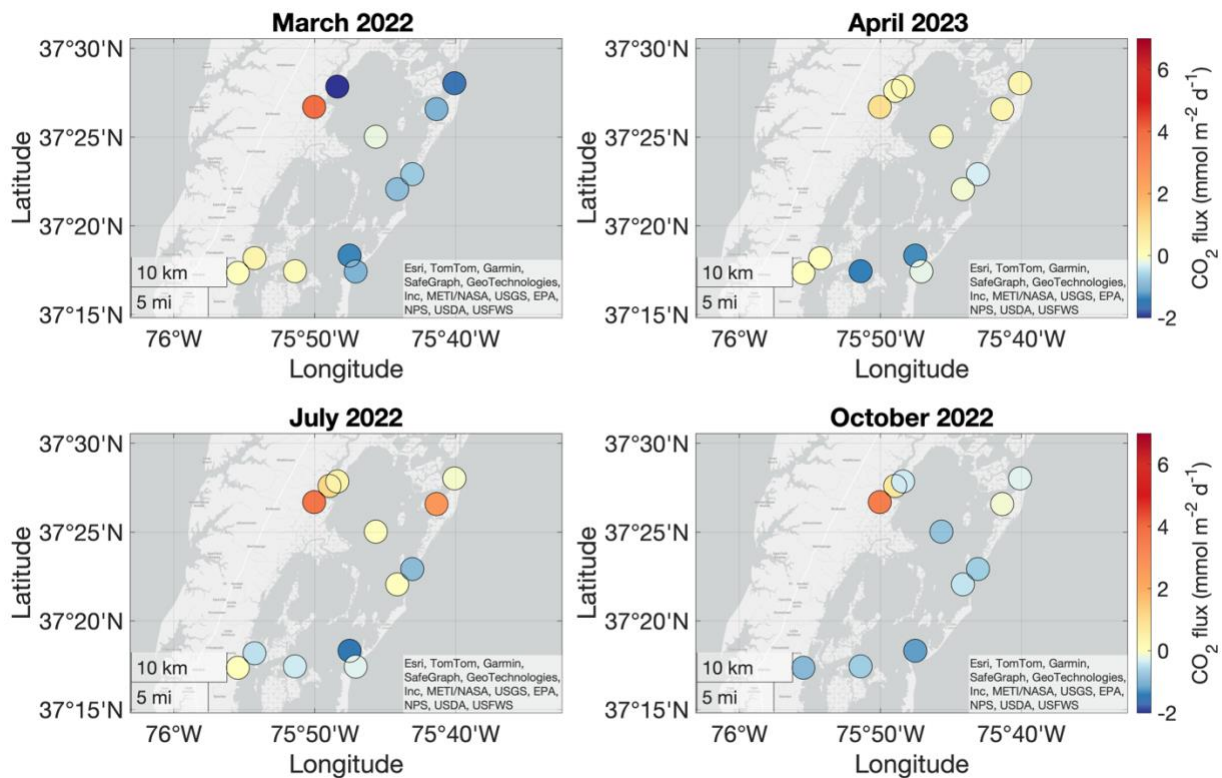 March 2022
37°30'N
37°25'N
37°20'N
37°15'N
Latitude
10 km
5 mi
Esri, TomTom, Garmin,
SafeGraph, GeoTechnologies,
Inc, METI/NASA, USGS, EPA,
NPS, USDA, USFWS
76°W
75°50'W
75°40'W
Longitude
April 2023
37°30'N
37°25'N
37°20'N
37°15'N
Latitude
10 km
5 mi
Esri, TomTom, Garmin,
SafeGraph, GeoTechnologies,
Inc, METI/NASA, USGS, EPA,
NPS, USDA, USFWS
76°W
75°50'W
75°40'W
Longitude
6
4
2
0
-2
CO₂ flux (mmol m⁻² d⁻¹)
July 2022
37°30'N
37°25'N
37°20'N
37°15'N
Latitude
10 km
5 mi
Esri, TomTom, Garmin,
SafeGraph, GeoTechnologies,
Inc, METI/NASA, USGS, EPA,
NPS, USDA, USFWS
76°W
75°50'W
75°40'W
Longitude
October 2022
37°30'N
37°25'N
37°20'N
37°15'N
Latitude
10 km
5 mi
Esri, TomTom, Garmin,
SafeGraph, GeoTechnologies,
Inc, METI/NASA, USGS, EPA,
NPS, USDA, USFWS
76°W
75°50'W
75°40'W
Longitude
6
4
2
0
-2
CO₂ flux (mmol m⁻² d⁻¹)